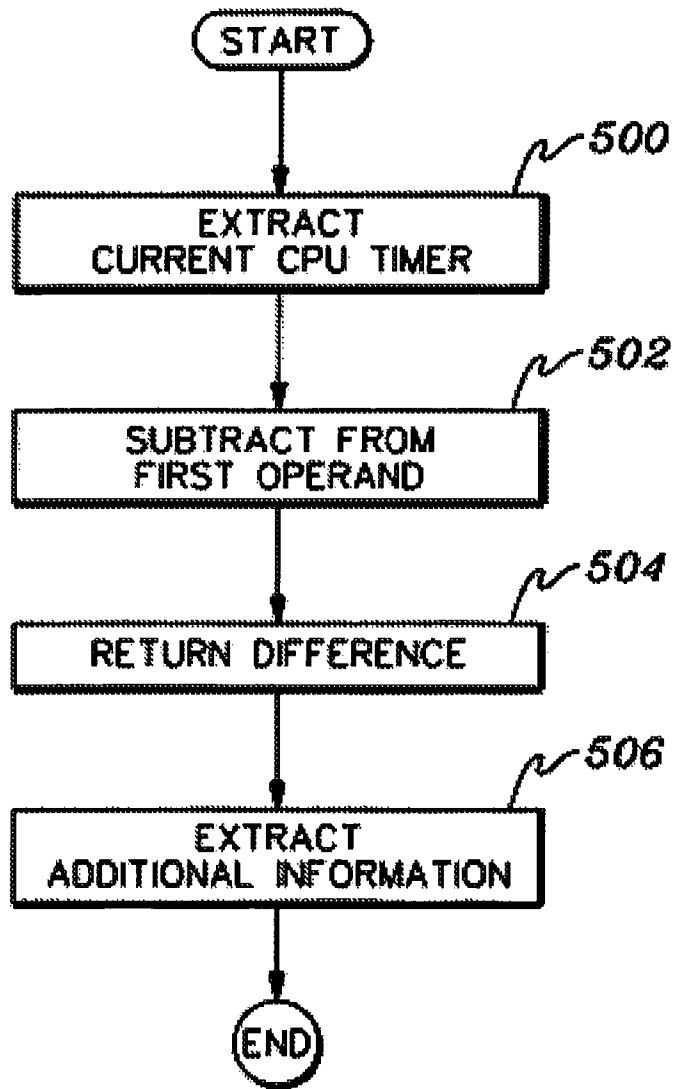 START
500
EXTRACT
CURRENT CPU TIMER
502
SUBTRACT FROM
FIRST OPERAND
504
RETURN DIFFERENCE
506
EXTRACT
ADDITIONAL INFORMATION
END